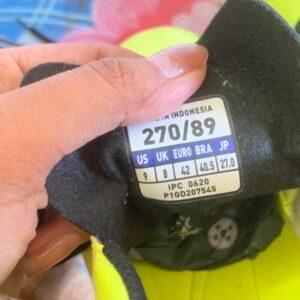 IN INDONESIA
270/89
US UK EURO BRA JP
9 8 42 40.5 27.0
IPC 0620
P1GD207545